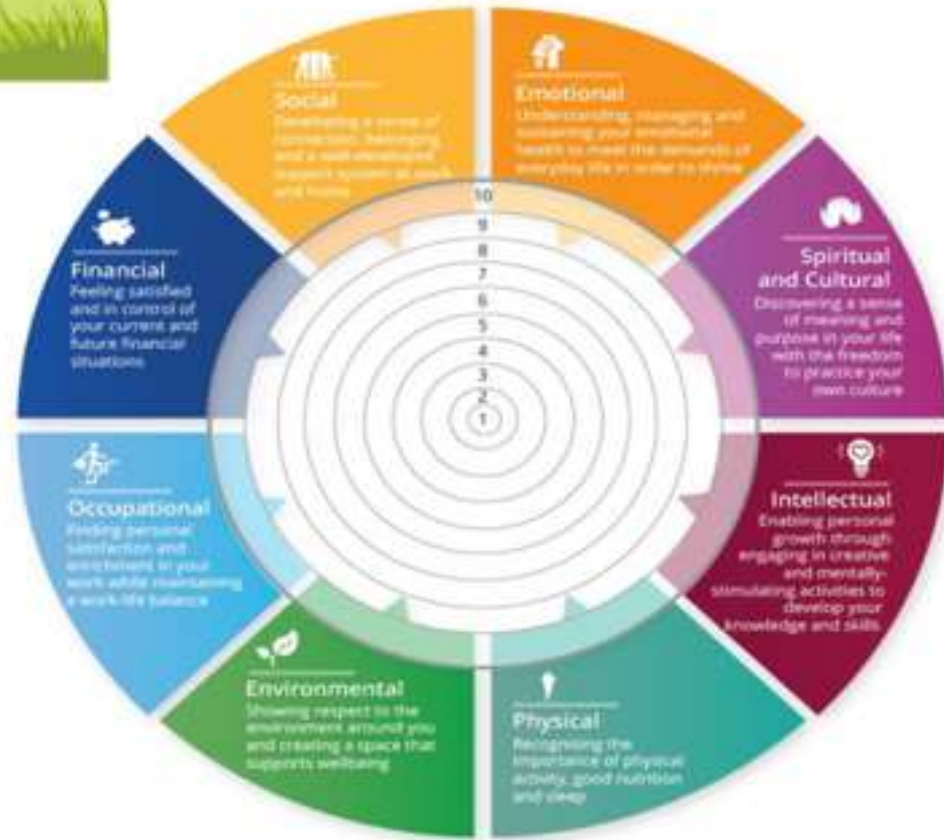 Social
Developing a sense of
connection, belonging
and a well-developed
support system at work
and home
Emotional
Understanding, managing and
sustaining your emotional
health to meet the demands of
everyday life in order to thrive
Spiritual
and Cultural
Discovering a sense
of meaning and
purpose in your life
with the freedom
to practice your
own culture
Intellectual
Enabling personal
growth through
engaging in creative
and mentally-
stimulating activities to
develop your
knowledge and skills
Physical
Recognising the
importance of physical
activity, good nutrition
and sleep
Environmental
Showing respect to the
environment around you
and creating a space that
supports wellbeing
Occupational
Finding personal
satisfaction and
enrichment in your
work while maintaining
a work-life balance
Financial
Feeling satisfied
and in control of
your current and
future financial
situations
10
9
8
7
6
5
4
3
2
1